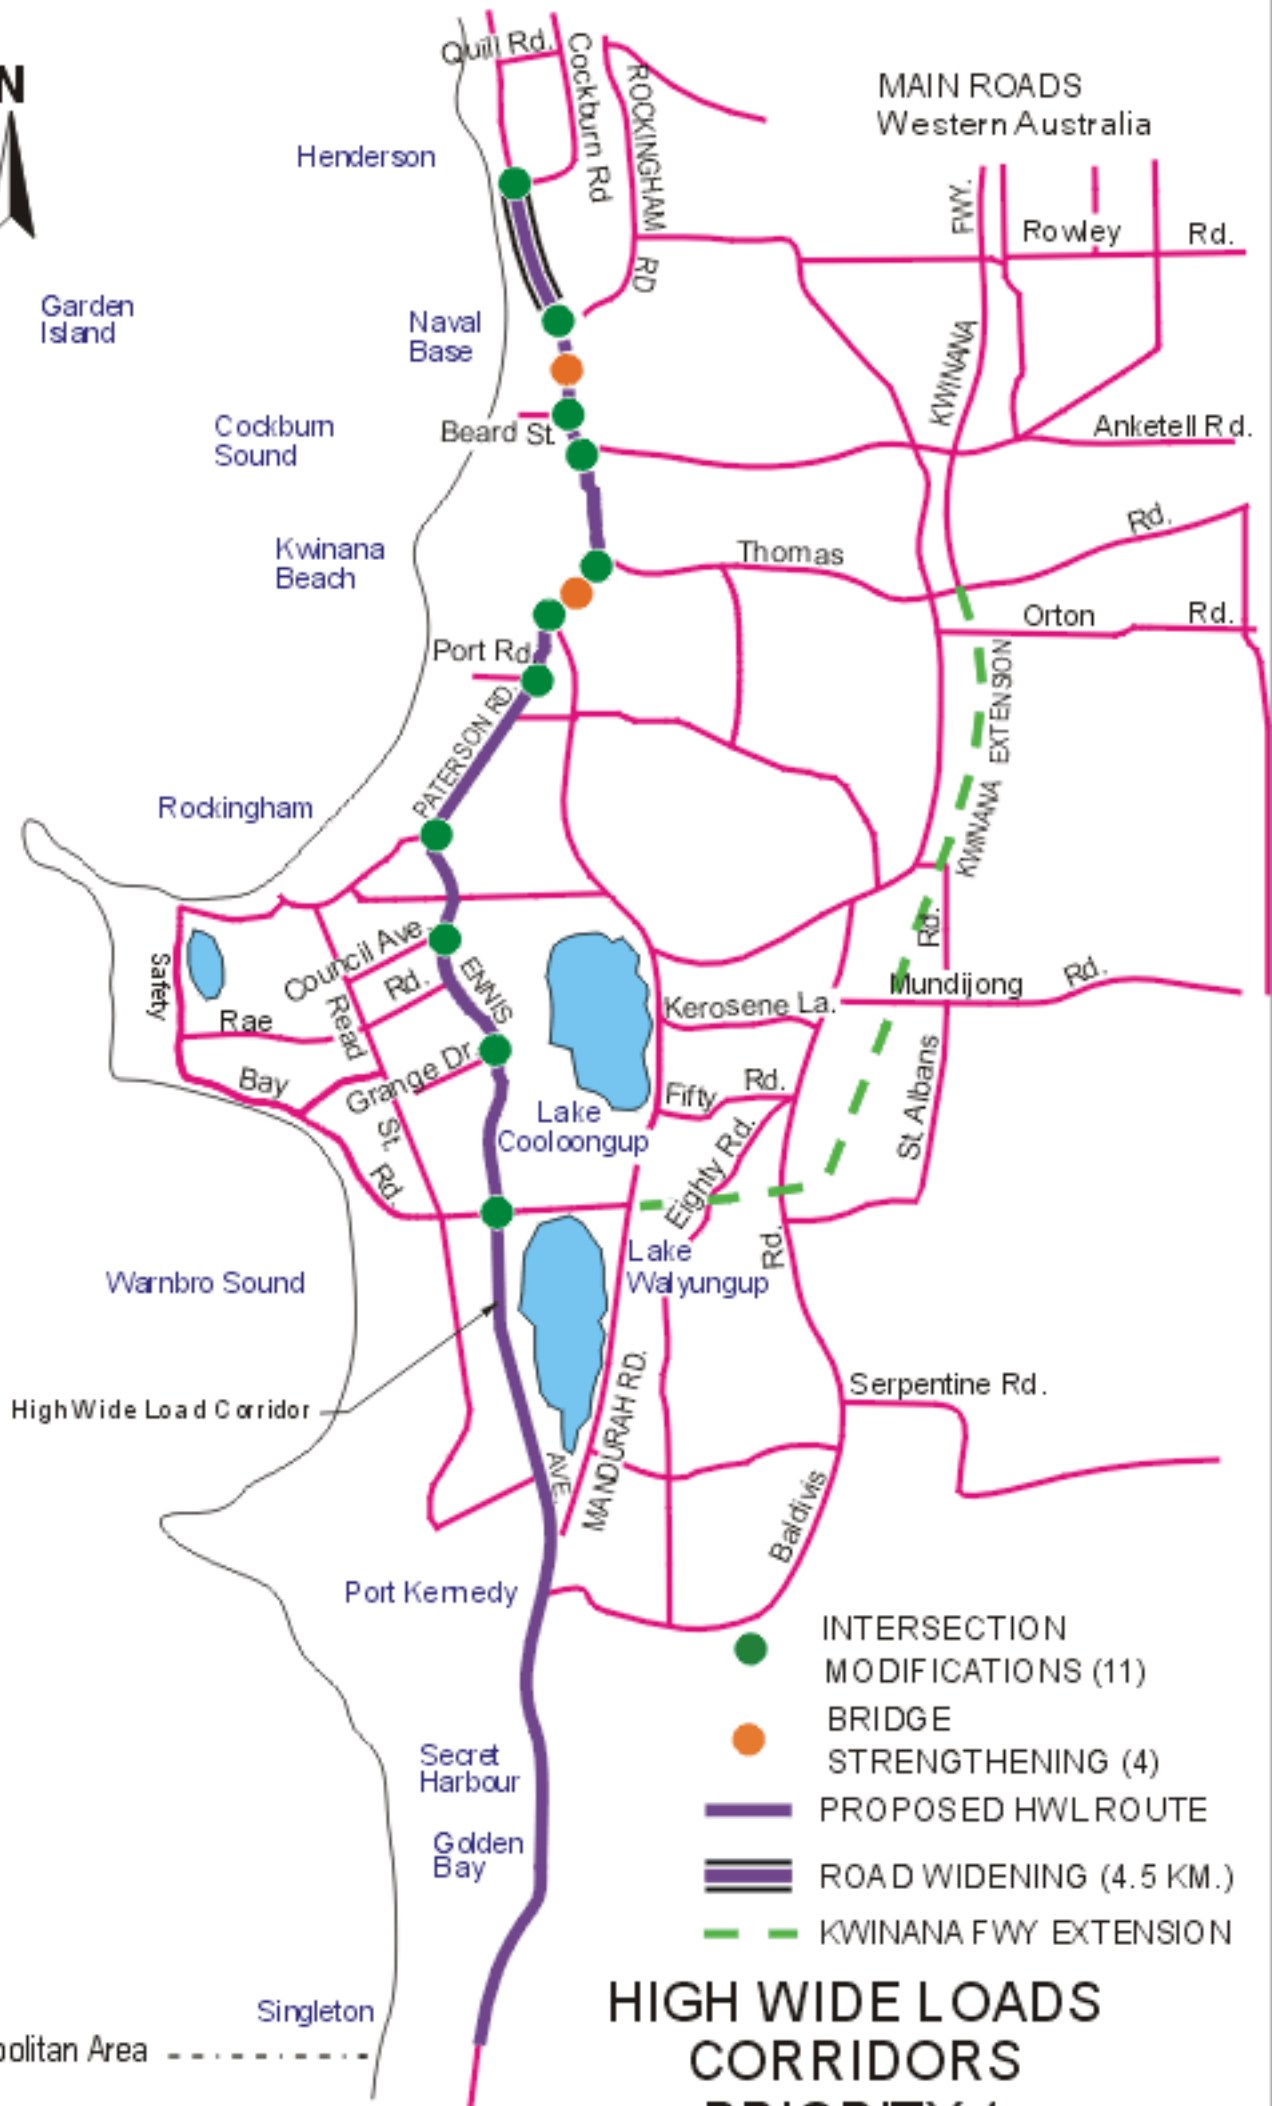 N
Quill Rd.
Cockburn Rd
ROCKINGHAM
RD
MAIN ROADS
Western Australia
Henderson
FWY.
Rowley
Rd.
Garden
Island
Naval
Base
KWINANA
Cockburn
Sound
Beard St.
Anketell Rd.
Kwinana
Beach
Thomas
Rd.
Orton
Rd.
Port Rd.
PATERSON RD.
KWINANA EXTENSION
Rockingham
Safety
Council Ave.
Rd.
ENNIS
Rae
Read
Grange Dr.
Bay
St.
Rd.
Rd.
Mundijong
Rd.
Kerosene La.
Fifty
Rd.
Lake
Cooloongup
Eighty Rd.
St. Albans
Rd.
Lake
Walyungup
Warnbro Sound
High Wide Load Corridor
MANDURAH RD.
AVE.
Serpentine Rd.
Baldivis
Port Kennedy
INTERSECTION
MODIFICATIONS (11)
BRIDGE
STRENGTHENING (4)
Secret
Harbour
PROPOSED HWL ROUTE
Golden
Bay
ROAD WIDENING (4.5 KM.)
KWINANA FWY EXTENSION
HIGH WIDE LOADS
CORRIDORS
Singleton
politan Area